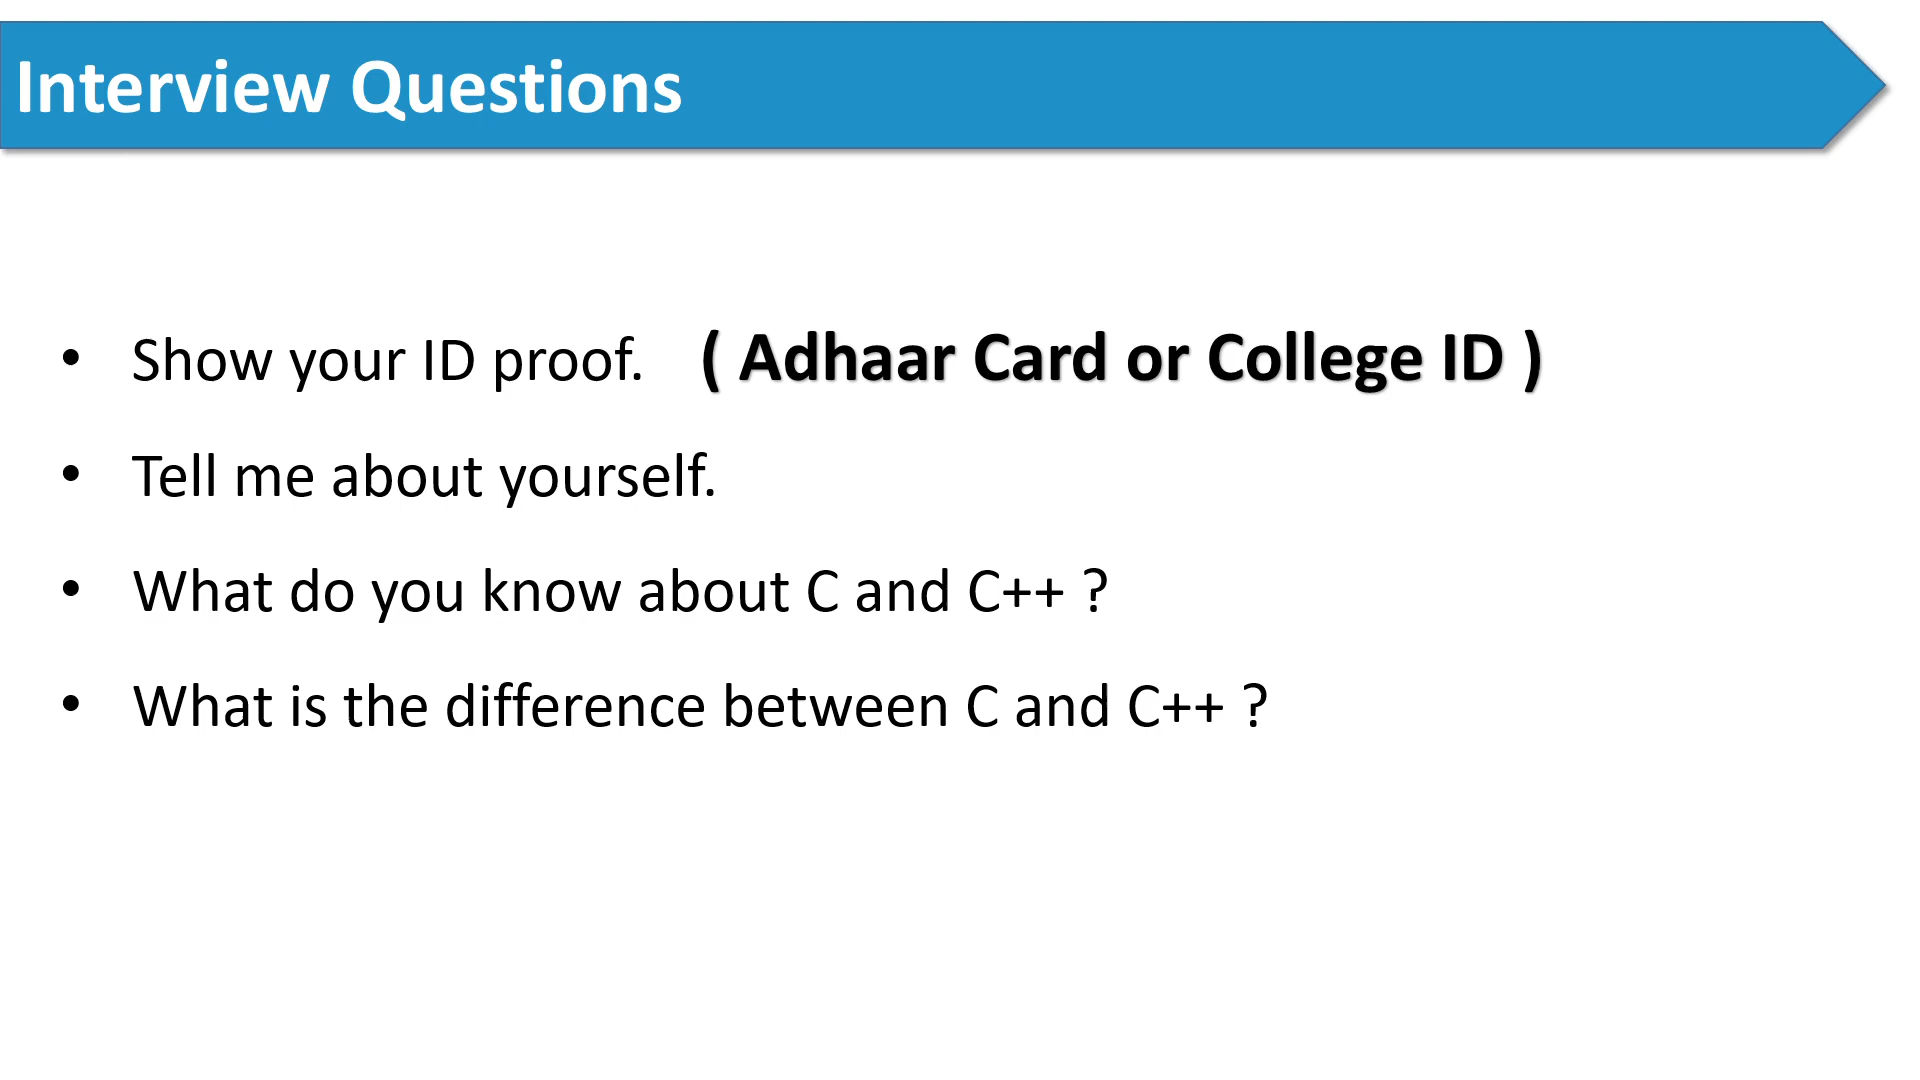 Interview Questions
• Show your ID proof. ( Adhaar Card or College ID )
• Tell me about yourself.
• What do you know about C and C++ ?
• What is the difference between C and C++ ?